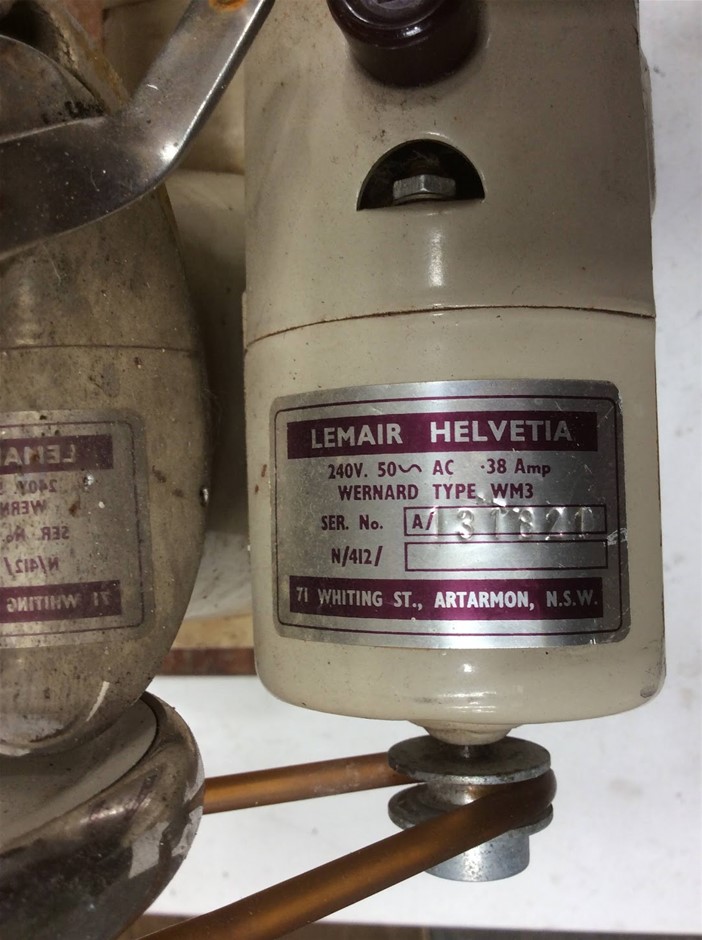 LEMAIR HELVETIA
240V. 50~ AC .38 Amp
WERNARD TYPE WM3
SER. No. A/
N/412/
71 WHITING ST., ARTARMON, N.S.W.